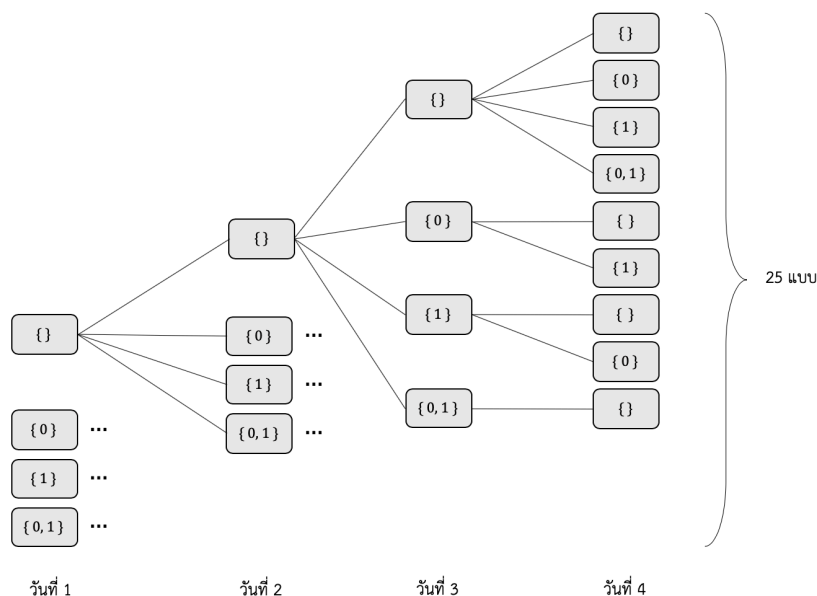 { }
{ 0 }
{ }
{ 1 }
{ 0, 1 }
{ }
{ 0 }
{ }
{ 1 }
25 แบบ
{ }
{ 1 }
{ }
{ 0 } ...
{ 0 }
{ 1 } ...
{ 0, 1 }
{ }
{ 0 } ...
{ 0, 1 } ...
{ 1 } ...
{ 0, 1 } ...
วันที่ 1 วันที่ 2 วันที่ 3 วันที่ 4